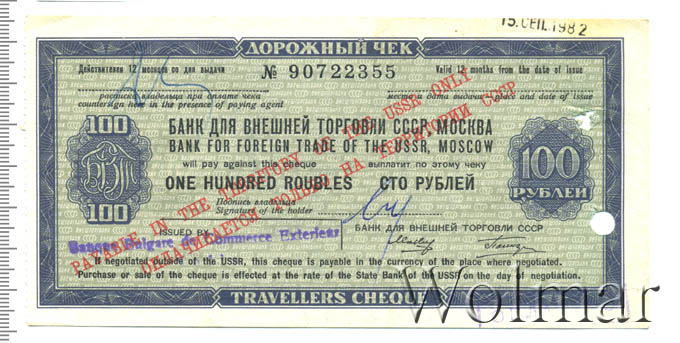 15. СЕП. 1982
ДОРОЖНЫЙ ЧЕК
Действителен 12 месяцев со дня выдачи № 90722355 Valid 12 months from the date of issue
расписка владельца при оплате чека место и дата выдачи/place and date of issue
countersign here in the presence of paying agent
100 БАНК ДЛЯ ВНЕШНЕЙ ТОРГОВЛИ СССР, МОСКВА
BANK FOR FOREIGN TRADE OF THE USSR, MOSCOW
will pay against this cheque выплатит по этому чеку
100 РУБЛЕЙ
ONE HUNDRED ROUBLES СТО РУБЛЕЙ
Подпись владельца
100 Signature of the holder
ISSUED BY БАНК ДЛЯ ВНЕШНЕЙ ТОРГОВЛИ СССР
Banque Bulgare de Commerce Exterieur
PAYABLE IN THE TERRITORY OF THE USSR ONLY
ОПЛАЧИВАЕТСЯ ТОЛЬКО НА ТЕРРИТОРИИ СССР
If negotiated outside of the USSR, this cheque is payable in the currency of the place where negotiated.
Purchase or sale of the cheque is effected at the rate of the State Bank of the USSR on the day of negotiation.
TRAVELLERS CHEQUE
Wolmar